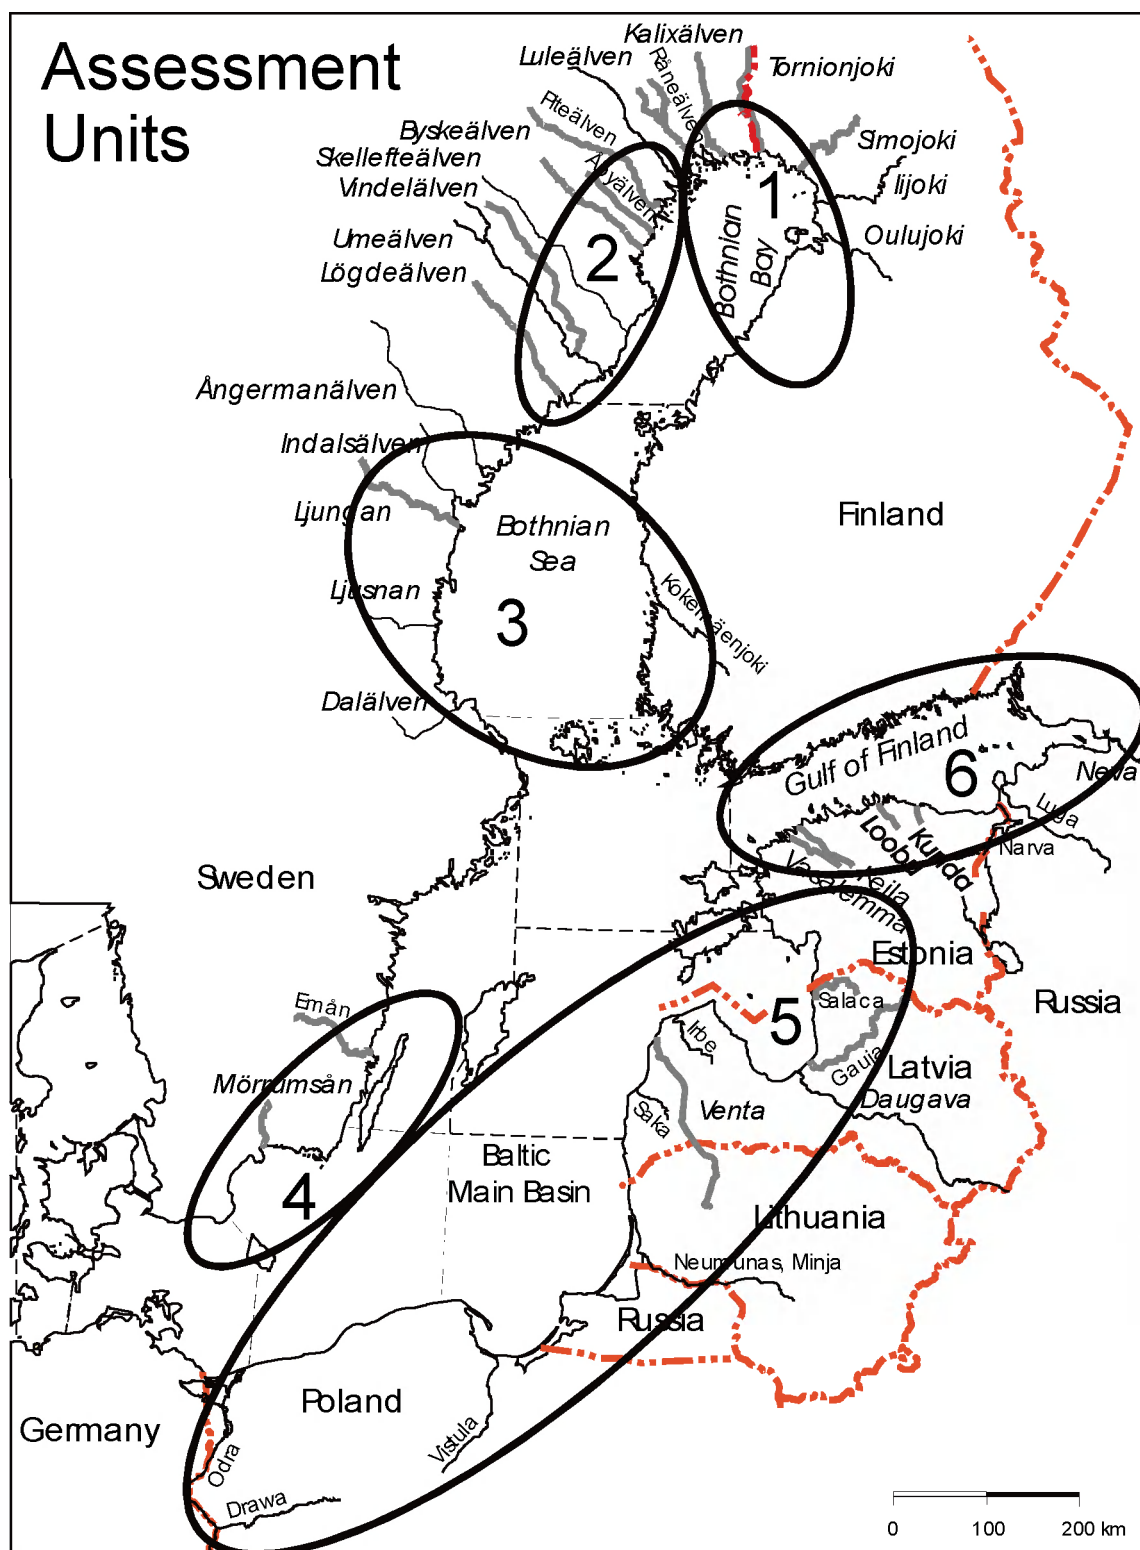 Assessment
Units
Kalixälven
Luleälven
Råneälven
Tornionjoki
Piteälven
Byskeälven
Åbyälven
Simojoki
Skellefteälven
Iijoki
Vindelälven
1
Umeälven
2
Bothnian
Bay
Oulujoki
Lögdeälven
Ångermanälven
Indalsälven
Ljungan
Bothnian
Sea
Finland
Ljusnan
3
Kokemäenjoki
Dalälven
Gulf of Finland
6
Neva
Luga
Loobu
Kunda
Narva
Keila
Vasalemma
Sweden
Estonia
Emån
5
Salaca
Russia
Irbe
Gauja
Mörrumsån
Latvia
Saka
Venta
Daugava
4
Baltic
Main Basin
Lithuania
Neumunas, Minja
Russia
Poland
Germany
Vistula
Odra
Drawa
0 100 200 km